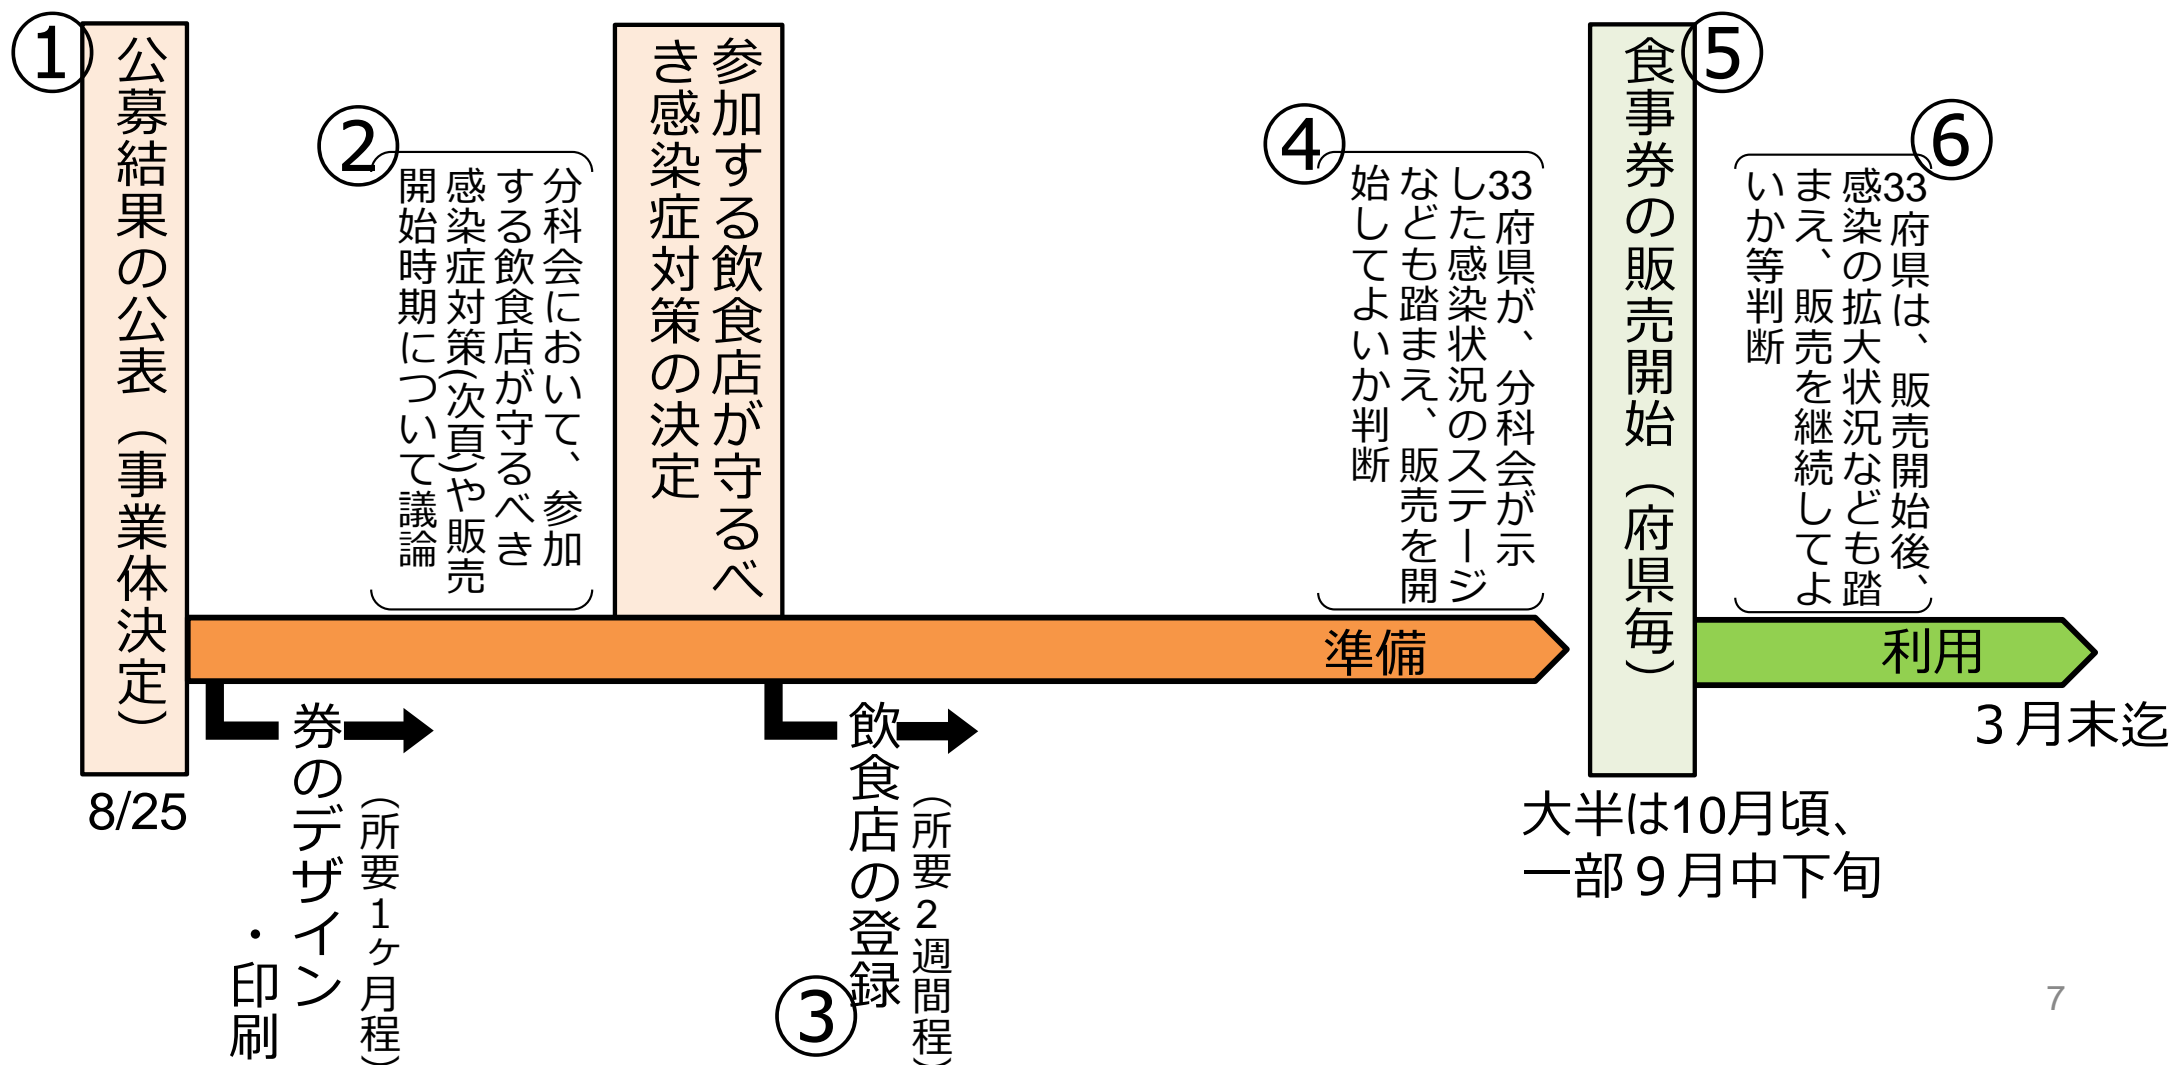 ①
公募結果の公表（事業体決定）
8/25
券のデザイン
・印刷
（所要1ヶ月程）
②
分科会において、参加
する飲食店が守るべき
感染症対策(次頁)や販売
開始時期について議論
参加する飲食店が守るべ
き感染症対策の決定
飲食店の登録
（所要2週間程）
③
準備
④
33府県が、分科会が示
した感染状況のステージ
なども踏まえ、販売を開
始してよいか判断
⑤
食事券の販売開始（府県毎）
大半は10月頃、
一部９月中下旬
⑥
33府県は、販売開始後、
感染の拡大状況なども踏
まえ、販売を継続してよ
いか等判断
利用
３月末迄
7